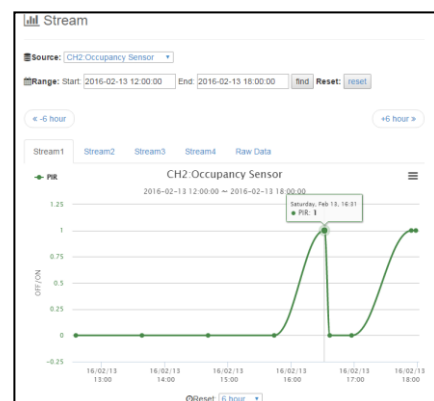 Stream
Source: CH2:Occupancy Sensor
Range: Start: 2016-02-13 12:00:00 End: 2016-02-13 18:00:00 find Reset: reset
« -6 hour +6 hour »
Stream1 Stream2 Stream3 Stream4 Raw Data
PIR CH2:Occupancy Sensor
2016-02-13 12:00:00 ~ 2016-02-13 18:00:00
Saturday, Feb 13, 16:31
PIR: 1
1.25
1
0.75
0.5
0.25
0
-0.25
OFF/ON
16/02/13 13:00
16/02/13 14:00
16/02/13 15:00
16/02/13 16:00
16/02/13 17:00
16/02/13 18:00
Reset: 6 hour